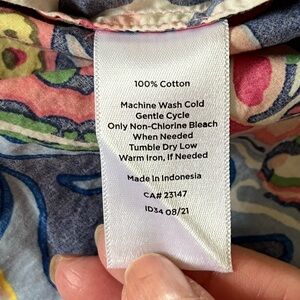 100% Cotton
Machine Wash Cold
Gentle Cycle
Only Non-Chlorine Bleach
When Needed
Tumble Dry Low
Warm Iron, If Needed
Made in Indonesia
CA# 23147
ID34 08/21